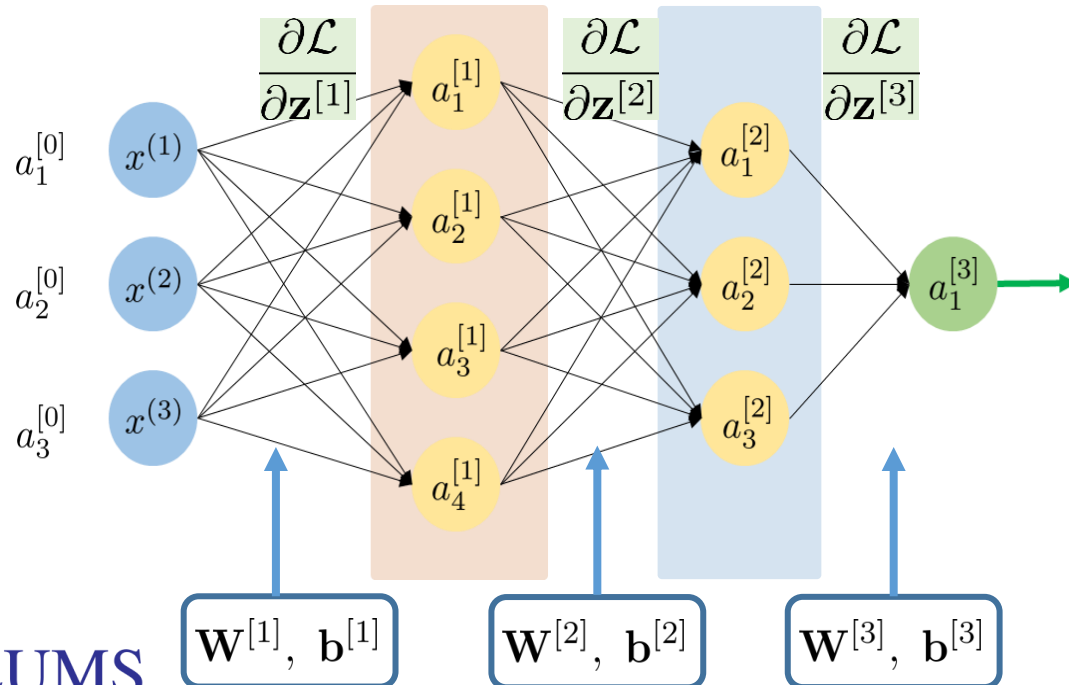 ∂ℒ/∂𝐳^{[1]} ∂ℒ/∂𝐳^{[2]} ∂ℒ/∂𝐳^{[3]}
a_1^{[1]}
a_1^{[0]} x^{(1)} a_1^{[2]}
a_2^{[1]}
a_2^{[0]} x^{(2)} a_2^{[2]} a_1^{[3]}
a_3^{[1]}
a_3^{[0]} x^{(3)} a_3^{[2]}
a_4^{[1]}
𝐖^{[1]}, 𝐛^{[1]} 𝐖^{[2]}, 𝐛^{[2]} 𝐖^{[3]}, 𝐛^{[3]}
LUMS